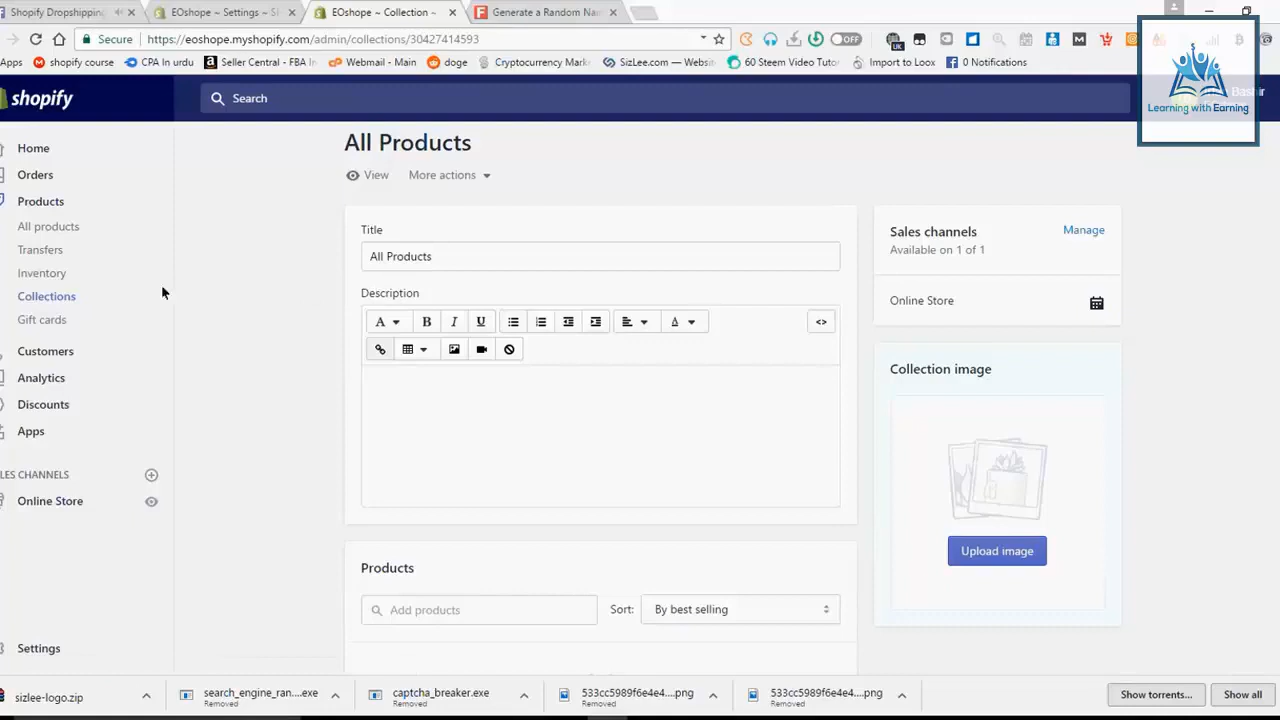 Shopify Dropshipping
EOshope ~ Settings ~ S
EOshope ~ Collection ~
Generate a Random Nam
Secure
https://eoshope.myshopify.com/admin/collections/30427414593
OFF
UK
Apps
shopify course
CPA IN urdu
Seller Central - FBA In
Webmail - Main
doge
Cryptocurrency Marke
SizLee.com — Websit
60 Steem Video Tuto
Import to Loox
0 Notifications
shopify
Search
Bashir
Learning with Earning
Home
Orders
Products
All products
Transfers
Inventory
Collections
Gift cards
Customers
Analytics
Discounts
Apps
LES CHANNELS
Online Store
Settings
All Products
View
More actions
Title
All Products
Description
A
B
I
U
A
<>
Products
Add products
Sort:
By best selling
Sales channels
Manage
Available on 1 of 1
Online Store
Collection image
Upload image
sizlee-logo.zip
search_engine_ran....exe
Removed
captcha_breaker.exe
Removed
533cc5989f6e4e4....png
Removed
533cc5989f6e4e4....png
Removed
Show torrents...
Show all